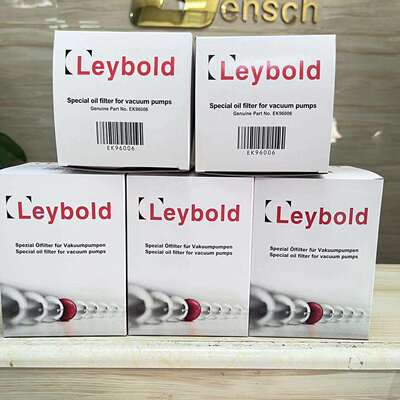 ensch
Leybold
Special oil filter for vacuum pumps
Genuine Part No. EK96006
EK96006
Leybold
Special oil filter for vacuum pumps
Genuine Part No. EK96006
EK96006
Leybold
Spezial Ölfilter für Vakuumpumpen
Special oil filter for vacuum pumps
Leybold
Spezial Ölfilter für Vakuumpumpen
Special oil filter for vacuum pumps
Leybold
Spezial Ölfilter für Vakuumpumpen
Special oil filter for vacuum pumps